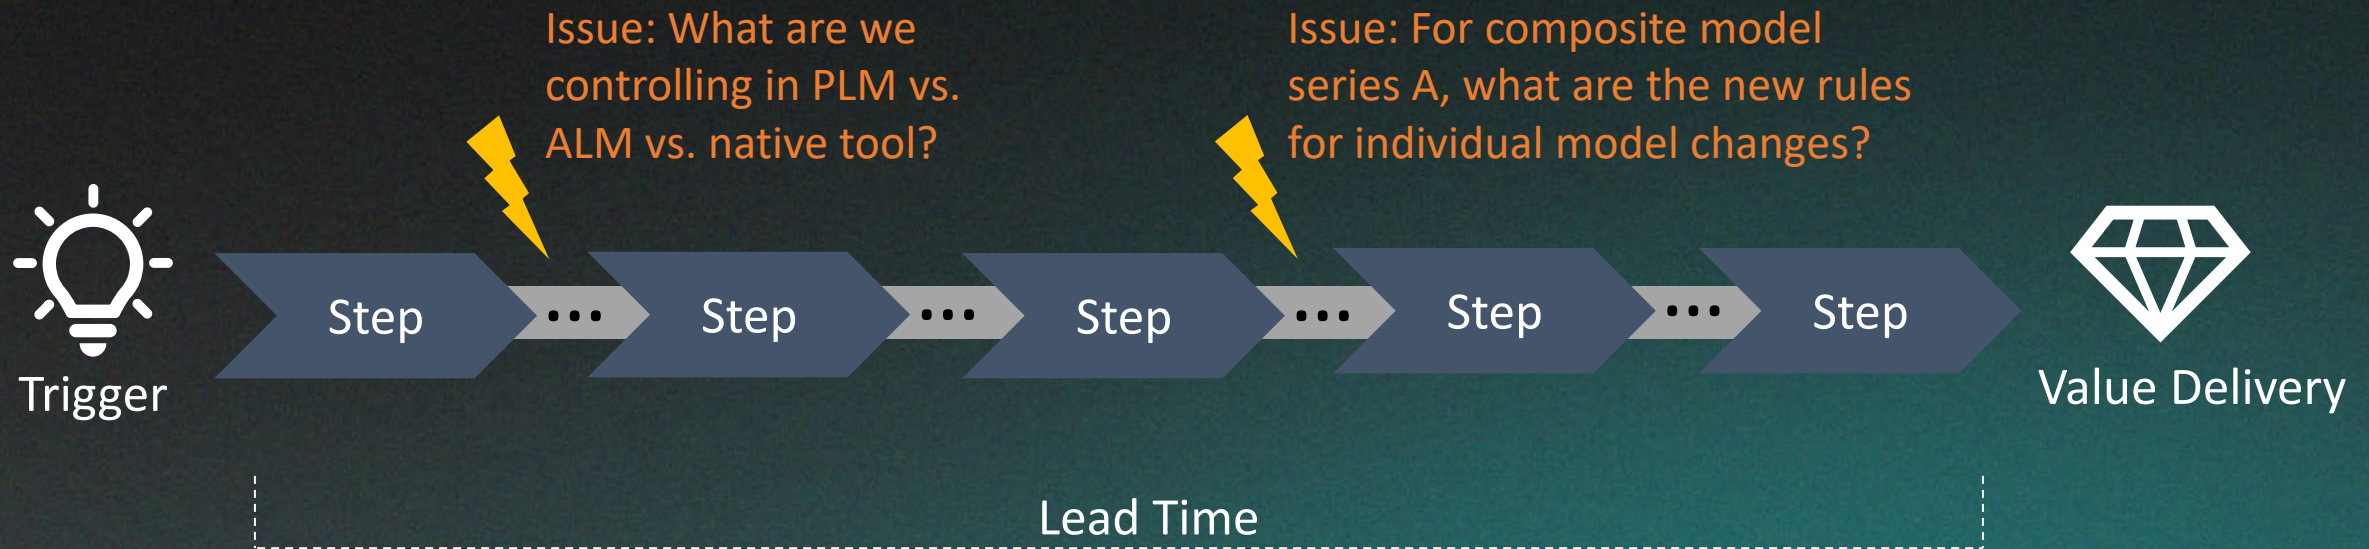 Issue: What are we
controlling in PLM vs.
ALM vs. native tool?
Issue: For composite model
series A, what are the new rules
for individual model changes?
Trigger
Step
...
Step
...
Step
...
Step
...
Step
Value Delivery
Lead Time